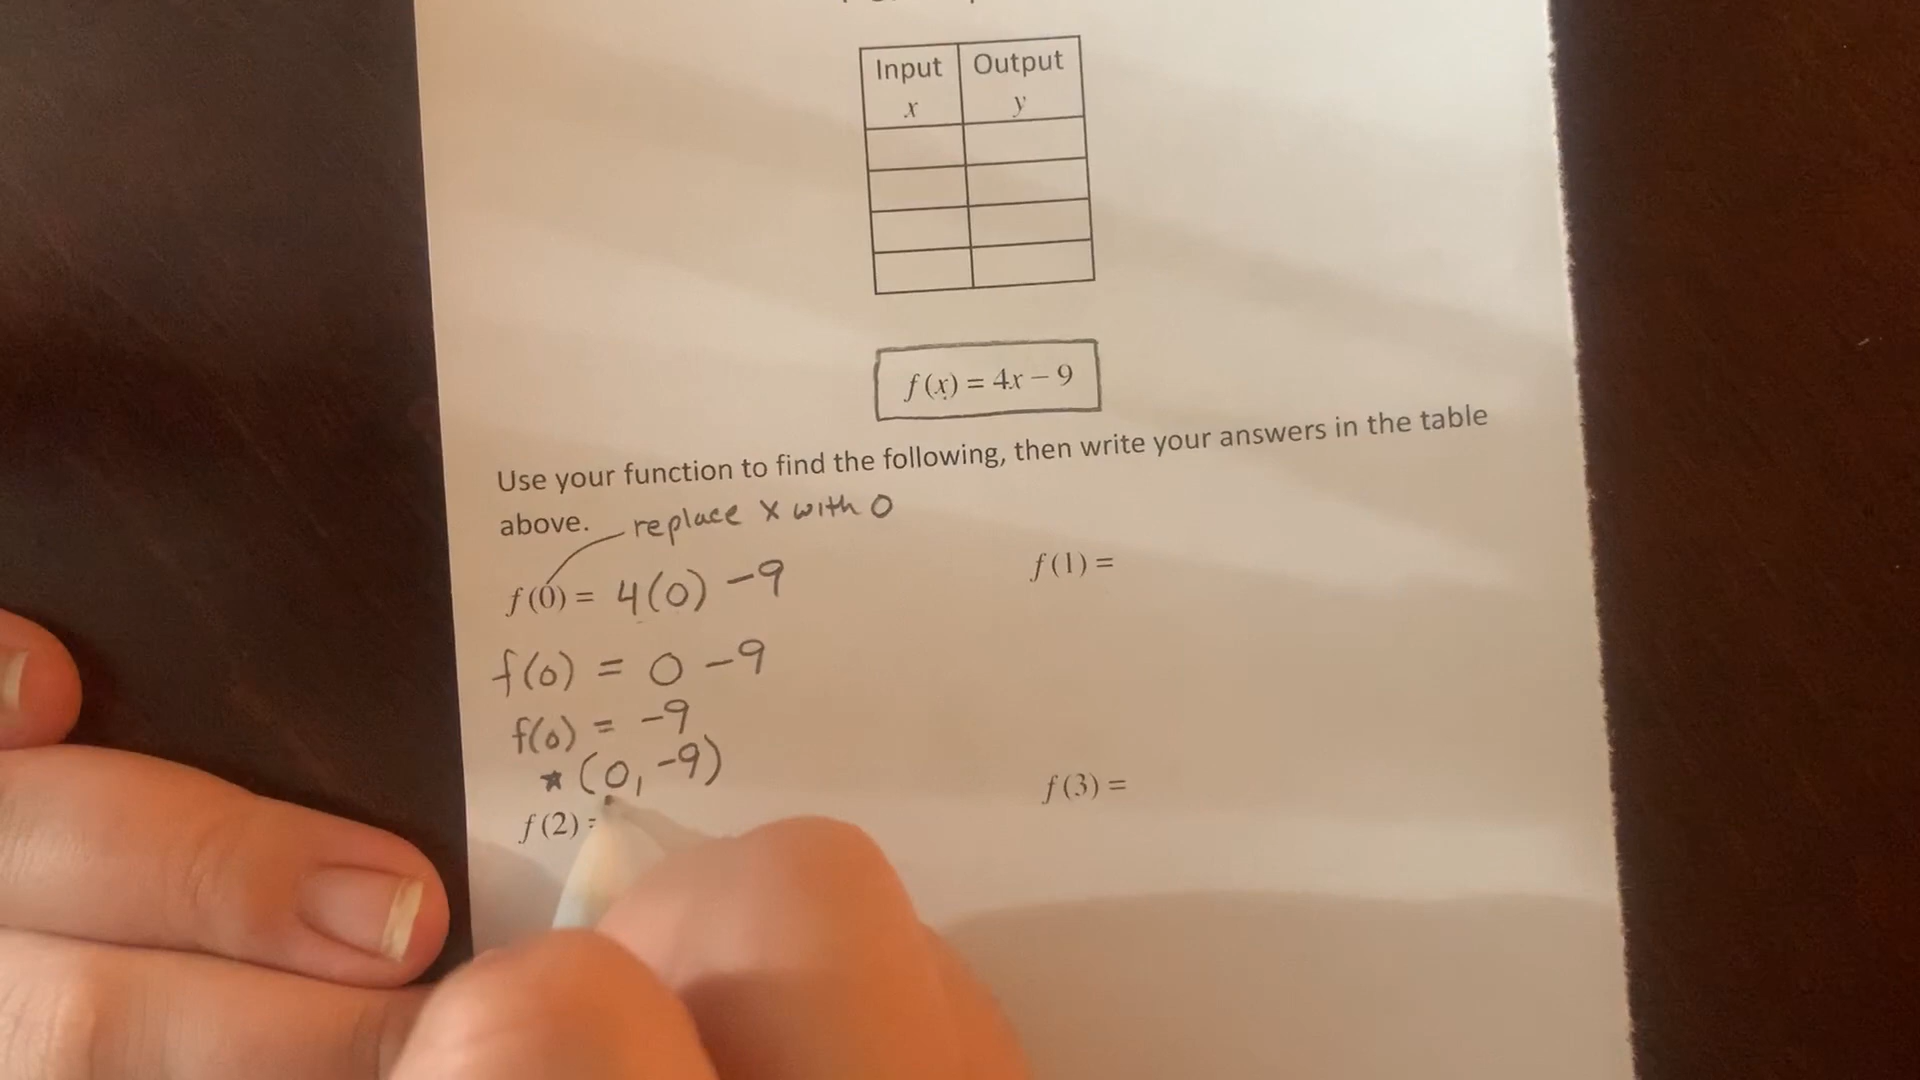 Input Output
x y
f(x) = 4x – 9
Use your function to find the following, then write your answers in the table
above. replace x with 0
f(0) = 4(0) –9
f(1) =
f(0) = 0 –9
f(0) = –9
★ (0, –9)
f(3) =
f(2) =